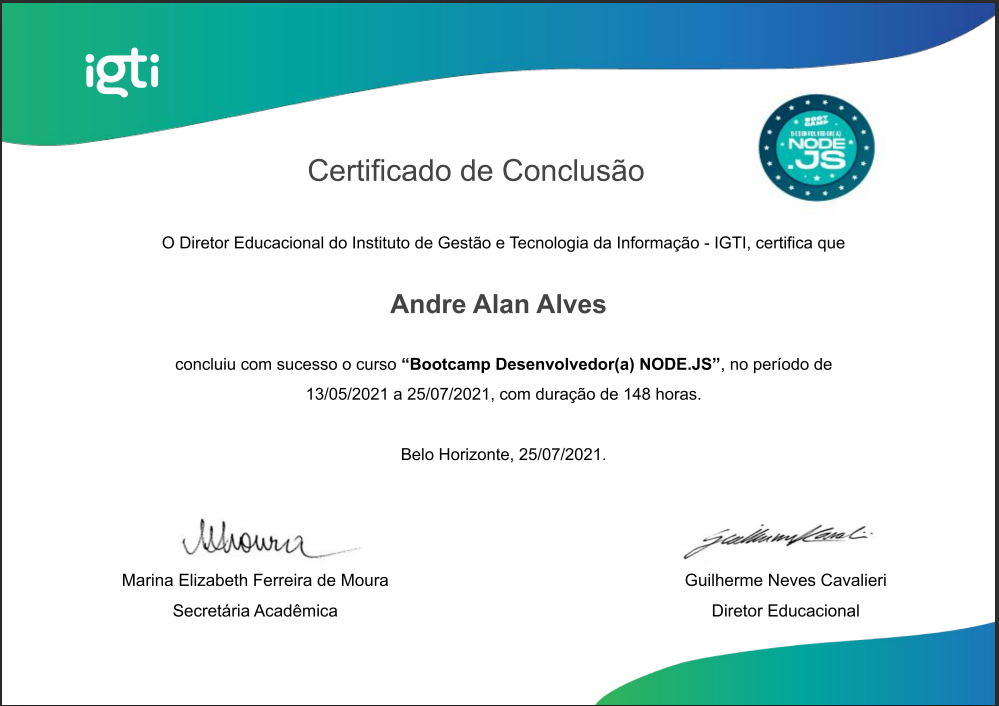 igti
BOOT
CAMP
DESENVOLVEDOR(A)
NODE
.JS
Certificado de Conclusão
O Diretor Educacional do Instituto de Gestão e Tecnologia da Informação - IGTI, certifica que
Andre Alan Alves
concluiu com sucesso o curso “Bootcamp Desenvolvedor(a) NODE.JS”, no período de
13/05/2021 a 25/07/2021, com duração de 148 horas.
Belo Horizonte, 25/07/2021.
Marina Elizabeth Ferreira de Moura
Secretária Acadêmica
Guilherme Neves Cavalieri
Diretor Educacional